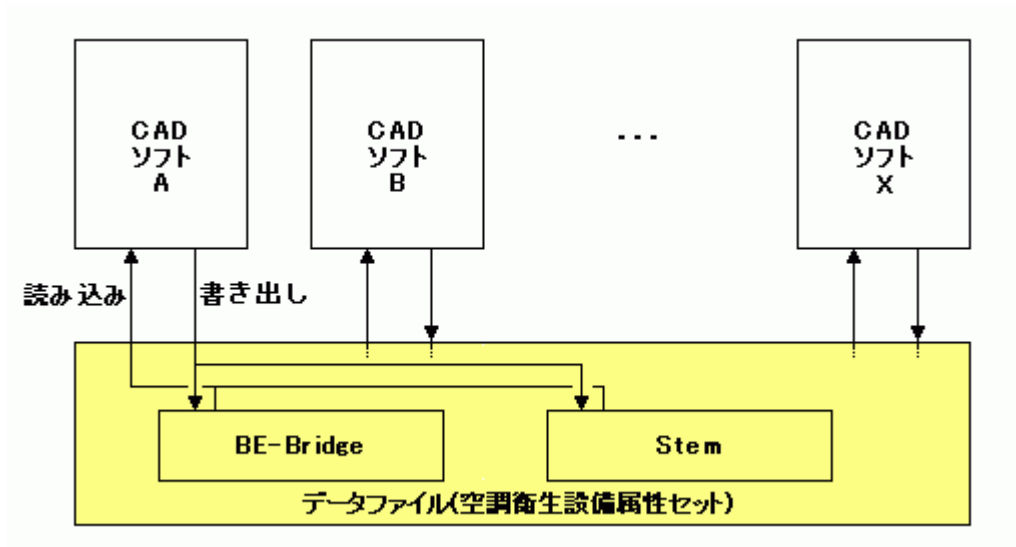 CAD
ソフト
A
CAD
ソフト
B
...
CAD
ソフト
X
読み込み
書き出し
BE-Bridge
Stem
データファイル(空調衛生設備属性セット)